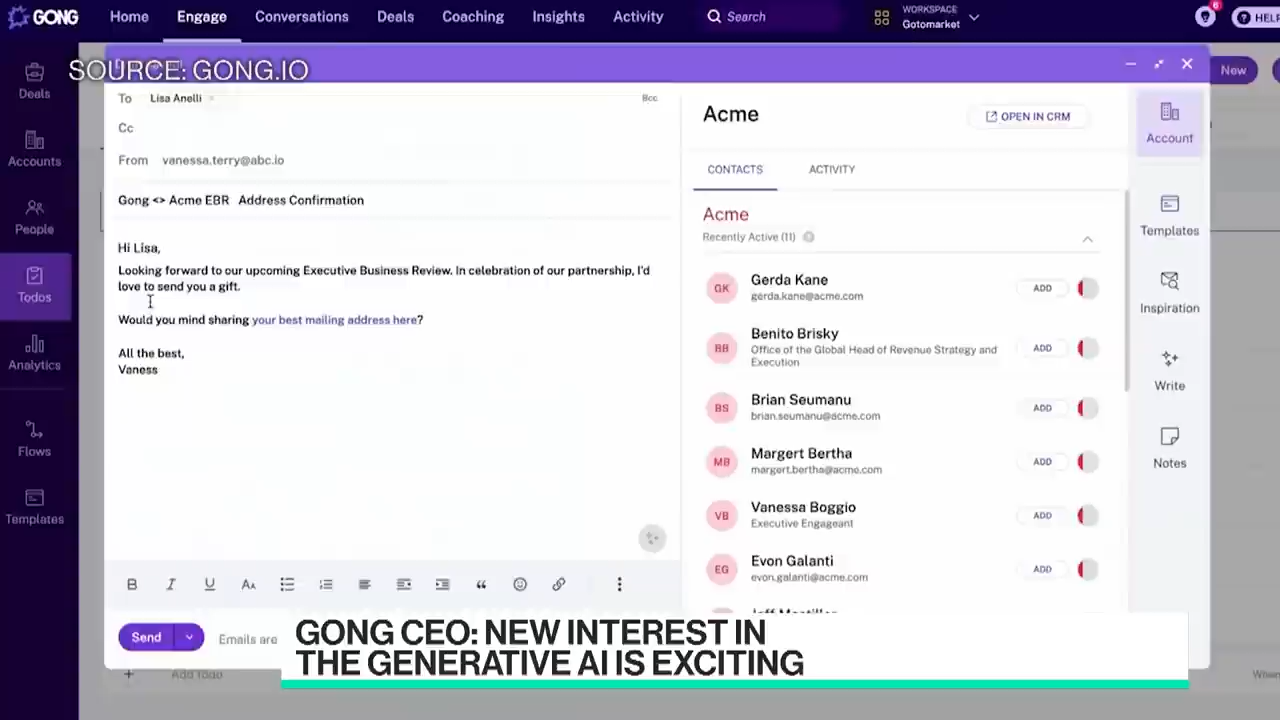 GONG
Home
Engage
Conversations
Deals
Coaching
Insights
Activity
Search
WORKSPACE
Gotomarket
6
HELP
SOURCE: GONG.IO
New
Deals
Accounts
People
Todos
Analytics
Flows
Templates
To Lisa Anelli
Bcc
Cc
From vanessa.terry@abc.io
Gong <> Acme EBR Address Confirmation
Hi Lisa,
Looking forward to our upcoming Executive Business Review. In celebration of our partnership, I'd
love to send you a gift.
Would you mind sharing your best mailing address here?
All the best,
Vaness
Send
Emails are
Add todo
Acme
OPEN IN CRM
CONTACTS
ACTIVITY
Acme
Recently Active (11)
GK
Gerda Kane
gerda.kane@acme.com
ADD
BB
Benito Brisky
Office of the Global Head of Revenue Strategy and
Execution
ADD
BS
Brian Seumanu
brian.seumanu@acme.com
ADD
MB
Margert Bertha
margert.bertha@acme.com
ADD
VB
Vanessa Boggio
Executive Engageant
ADD
EG
Evon Galanti
evon.galanti@acme.com
ADD
Account
Templates
Inspiration
Write
Notes
GONG CEO: NEW INTEREST IN
THE GENERATIVE AI IS EXCITING